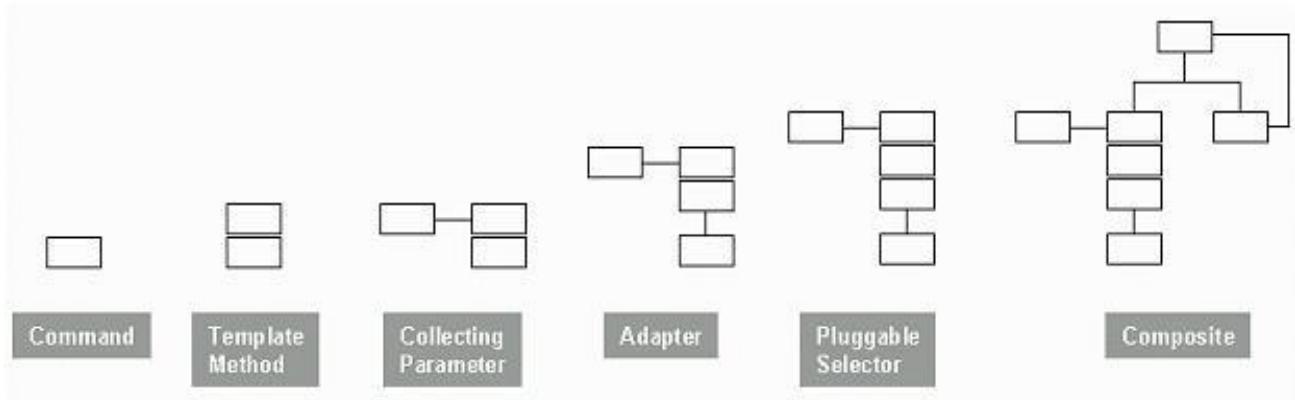 Command
Template
Method
Collecting
Parameter
Adapter
Pluggable
Selector
Composite